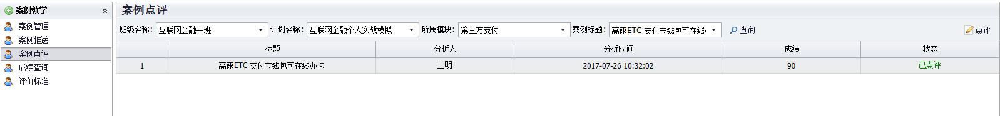 案例教学
案例管理
案例推送
案例点评
成绩查询
评价标准
案例点评
班级名称： 互联网金融一班 计划名称： 互联网金融个人实战模拟 所属模块： 第三方支付 案例标题： 高速ETC 支付宝钱包可在线 查询 点评
标题 分析人 分析时间 成绩 状态
1 高速ETC 支付宝钱包可在线办卡 王明 2017-07-26 10:32:02 90 已点评